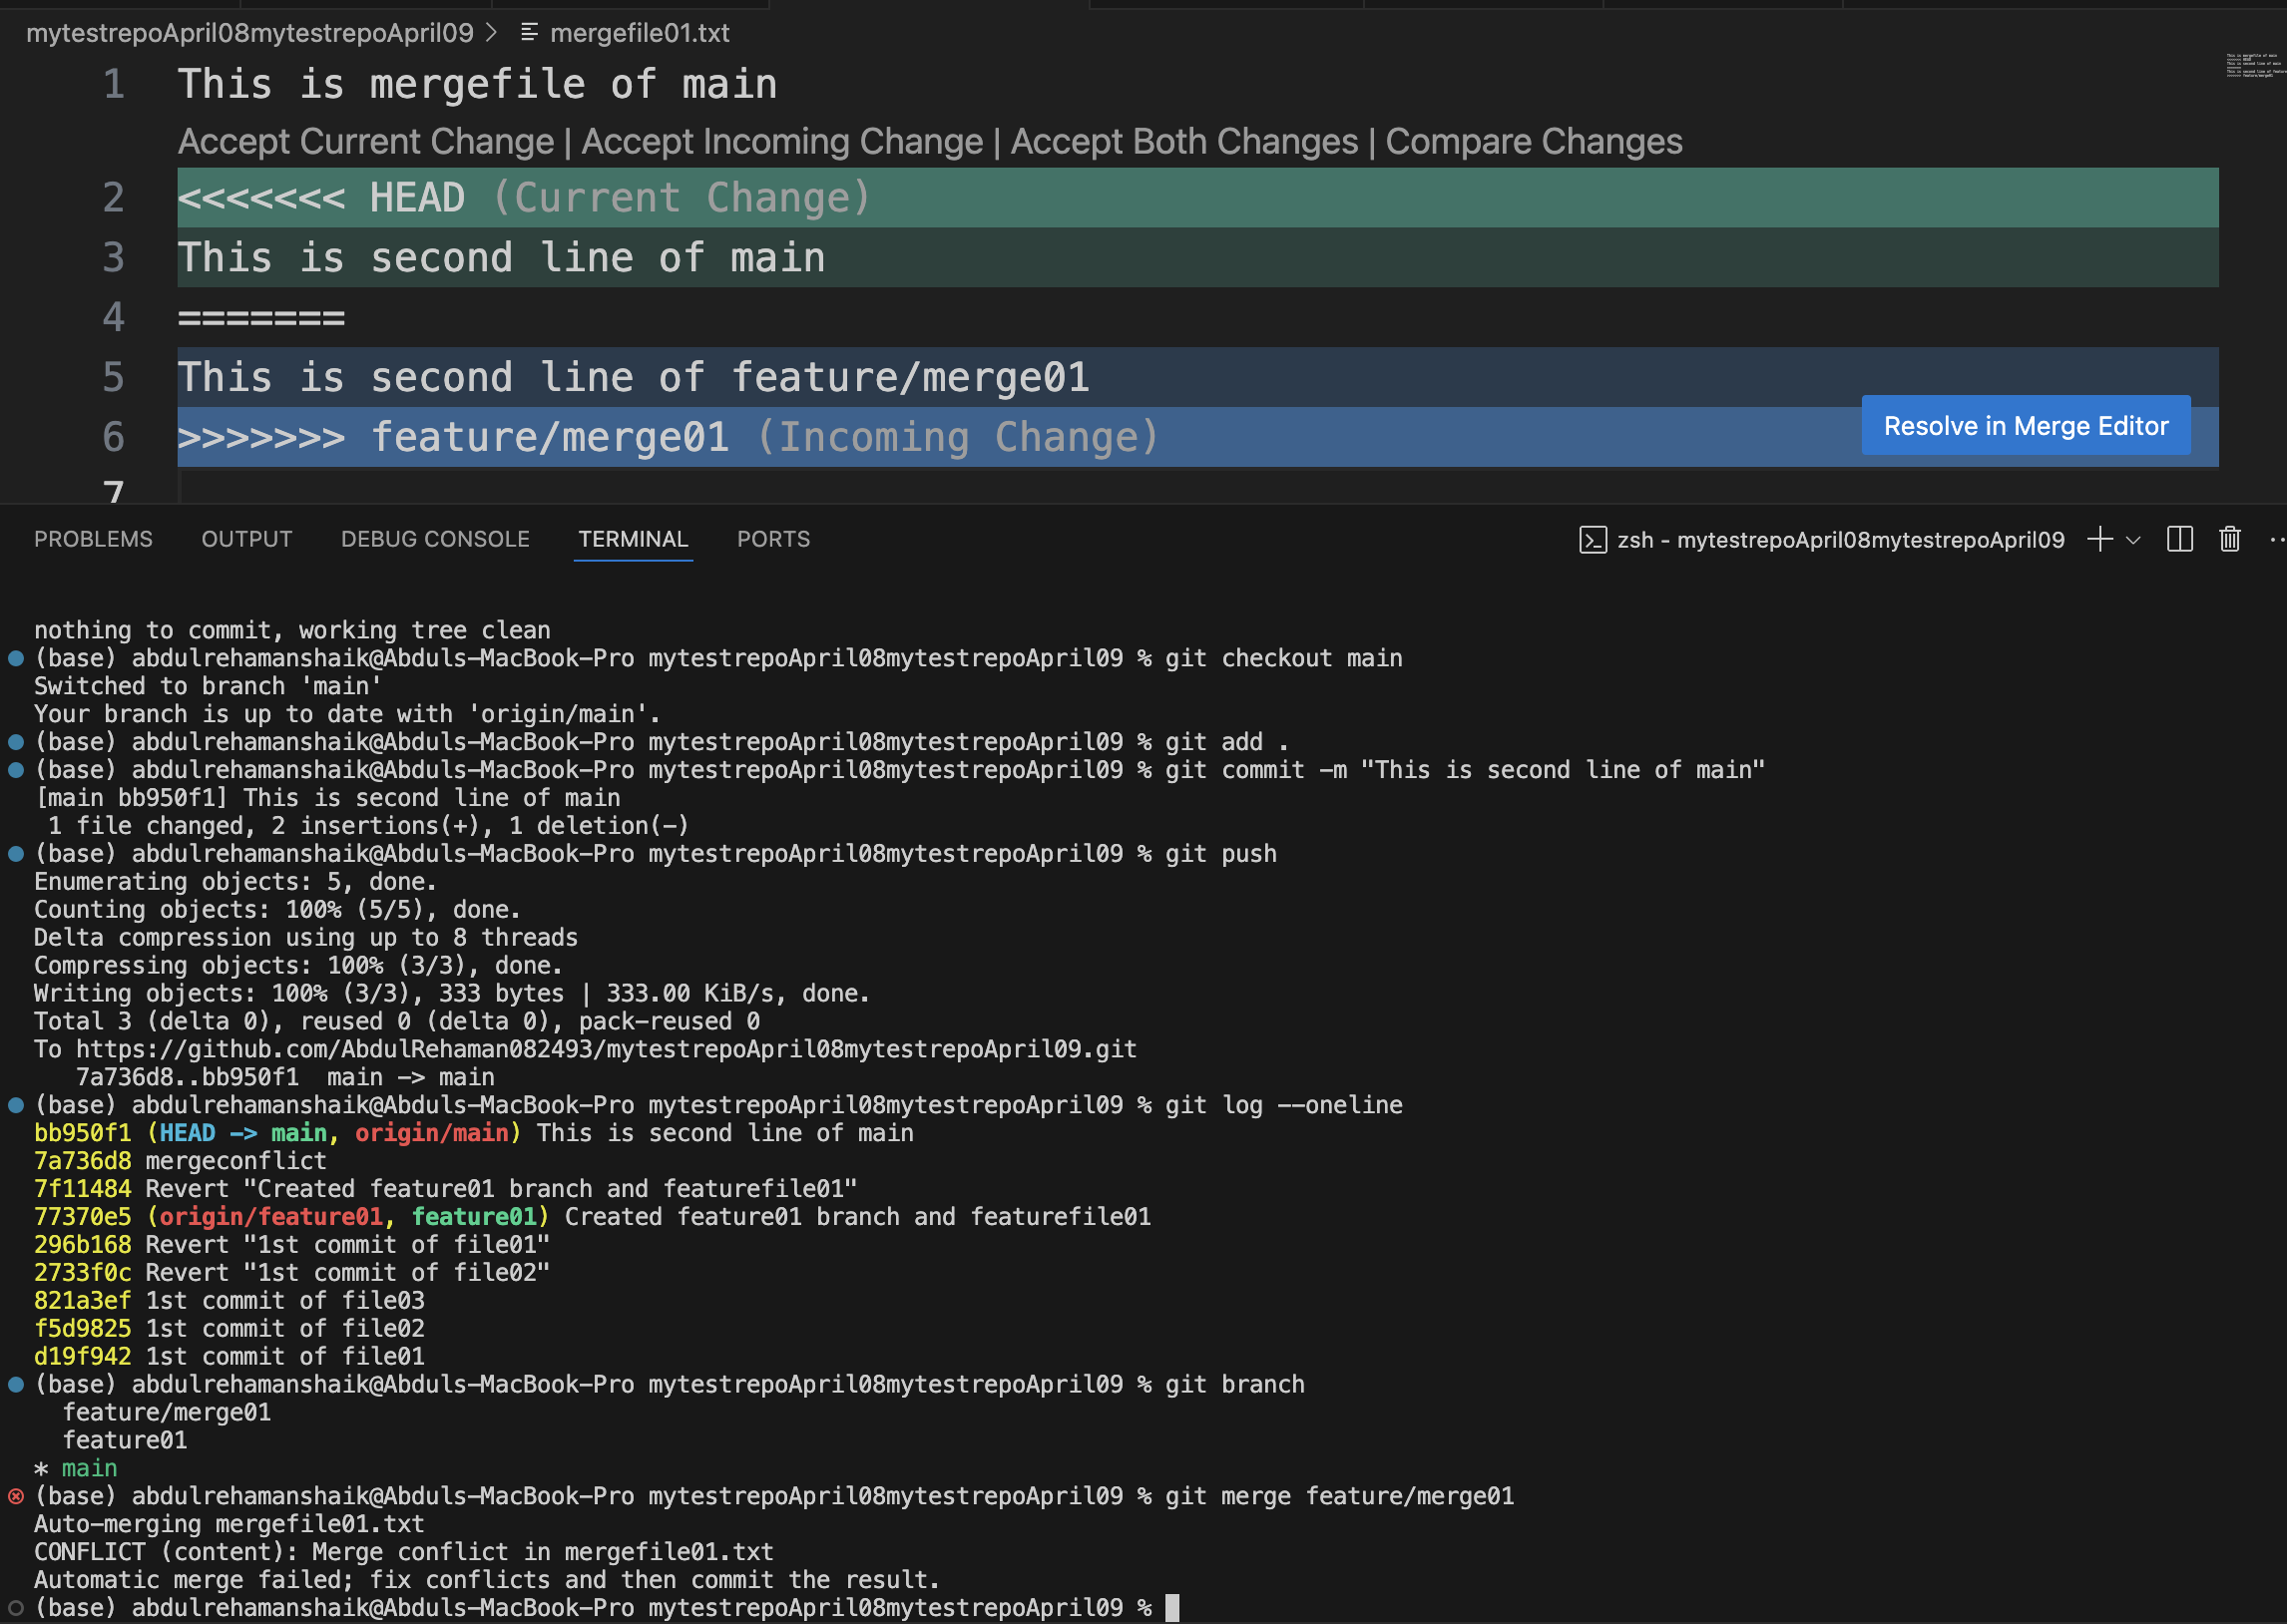 mytestrepoApril08mytestrepoApril09 > mergefile01.txt
1 This is mergefile of main
Accept Current Change | Accept Incoming Change | Accept Both Changes | Compare Changes
2 <<<<<<< HEAD (Current Change)
3 This is second line of main
4 =======
5 This is second line of feature/merge01
6 >>>>>>> feature/merge01 (Incoming Change)
Resolve in Merge Editor
7
PROBLEMS OUTPUT DEBUG CONSOLE TERMINAL PORTS zsh - mytestrepoApril08mytestrepoApril09
nothing to commit, working tree clean
(base) abdulrehamanshaik@Abduls-MacBook-Pro mytestrepoApril08mytestrepoApril09 % git checkout main
Switched to branch 'main'
Your branch is up to date with 'origin/main'.
(base) abdulrehamanshaik@Abduls-MacBook-Pro mytestrepoApril08mytestrepoApril09 % git add .
(base) abdulrehamanshaik@Abduls-MacBook-Pro mytestrepoApril08mytestrepoApril09 % git commit -m "This is second line of main"
[main bb950f1] This is second line of main
1 file changed, 2 insertions(+), 1 deletion(-)
(base) abdulrehamanshaik@Abduls-MacBook-Pro mytestrepoApril08mytestrepoApril09 % git push
Enumerating objects: 5, done.
Counting objects: 100% (5/5), done.
Delta compression using up to 8 threads
Compressing objects: 100% (3/3), done.
Writing objects: 100% (3/3), 333 bytes | 333.00 KiB/s, done.
Total 3 (delta 0), reused 0 (delta 0), pack-reused 0
To https://github.com/AbdulRehaman082493/mytestrepoApril08mytestrepoApril09.git
7a736d8..bb950f1 main -> main
(base) abdulrehamanshaik@Abduls-MacBook-Pro mytestrepoApril08mytestrepoApril09 % git log --oneline
bb950f1 (HEAD -> main, origin/main) This is second line of main
7a736d8 mergeconflict
7f11484 Revert "Created feature01 branch and featurefile01"
77370e5 (origin/feature01, feature01) Created feature01 branch and featurefile01
296b168 Revert "1st commit of file01"
2733f0c Revert "1st commit of file02"
821a3ef 1st commit of file03
f5d9825 1st commit of file02
d19f942 1st commit of file01
(base) abdulrehamanshaik@Abduls-MacBook-Pro mytestrepoApril08mytestrepoApril09 % git branch
feature/merge01
feature01
* main
(base) abdulrehamanshaik@Abduls-MacBook-Pro mytestrepoApril08mytestrepoApril09 % git merge feature/merge01
Auto-merging mergefile01.txt
CONFLICT (content): Merge conflict in mergefile01.txt
Automatic merge failed; fix conflicts and then commit the result.
(base) abdulrehamanshaik@Abduls-MacBook-Pro mytestrepoApril08mytestrepoApril09 %